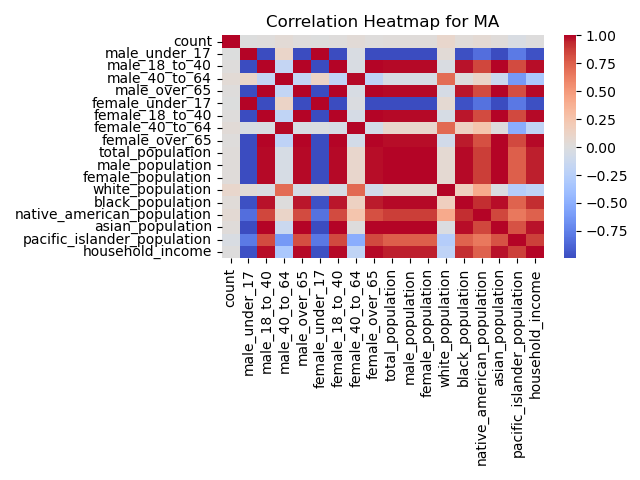 Correlation Heatmap for MA
count
male_under_17
male_18_to_40
male_40_to_64
male_over_65
female_under_17
female_18_to_40
female_40_to_64
female_over_65
total_population
male_population
female_population
white_population
black_population
native_american_population
asian_population
pacific_islander_population
household_income
count
male_under_17
male_18_to_40
male_40_to_64
male_over_65
female_under_17
female_18_to_40
female_40_to_64
female_over_65
total_population
male_population
female_population
white_population
black_population
native_american_population
asian_population
pacific_islander_population
household_income
1.00
0.75
0.50
0.25
0.00
−0.25
−0.50
−0.75